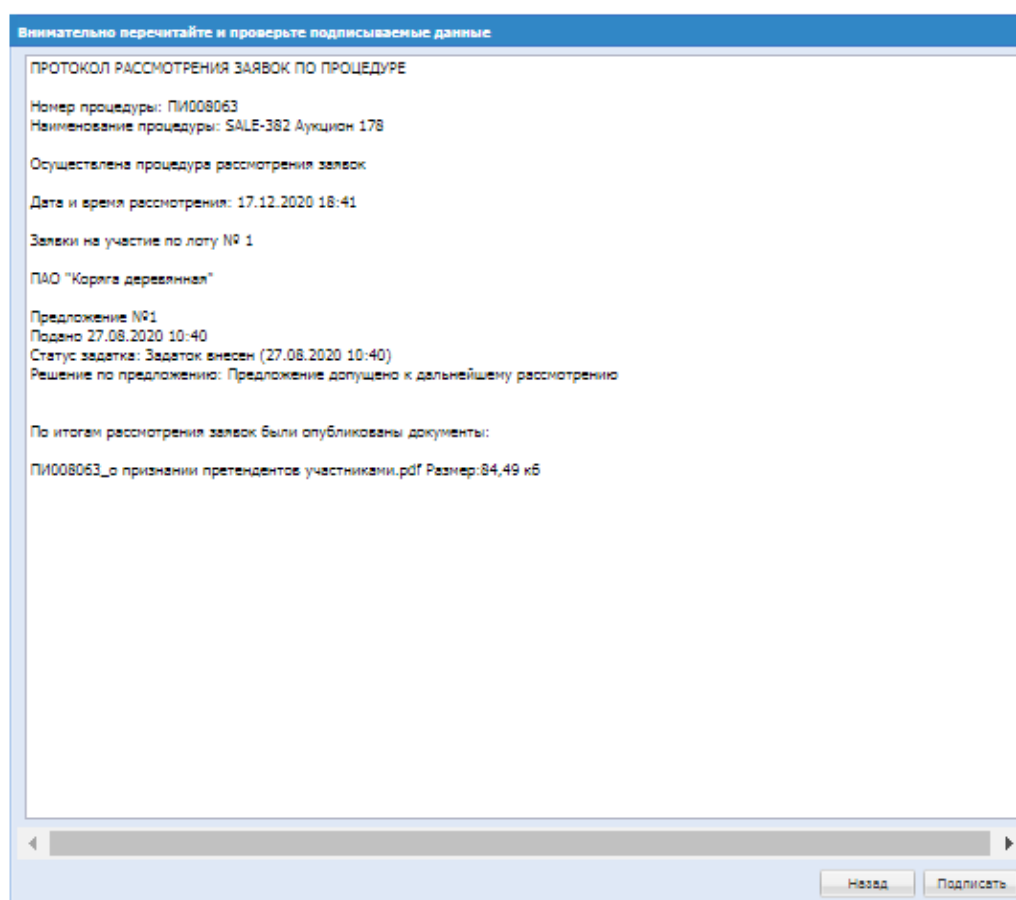 Внимательно перечитайте и проверьте подписываемые данные
ПРОТОКОЛ РАССМОТРЕНИЯ ЗАЯВОК ПО ПРОЦЕДУРЕ
Номер процедуры: ПИ008063
Наименование процедуры: SALE-382 Аукцион 178
Осуществлена процедура рассмотрения заявок
Дата и время рассмотрения: 17.12.2020 18:41
Заявки на участие по лоту № 1
ПАО "Коряга деревянная"
Предложение №1
Подано 27.08.2020 10:40
Статус задатка: Задаток внесен (27.08.2020 10:40)
Решение по предложению: Предложение допущено к дальнейшему рассмотрению
По итогам рассмотрения заявок были опубликованы документы:
ПИ008063_о признании претендентов участниками.pdf Размер:84,49 кб
Назад
Подписать